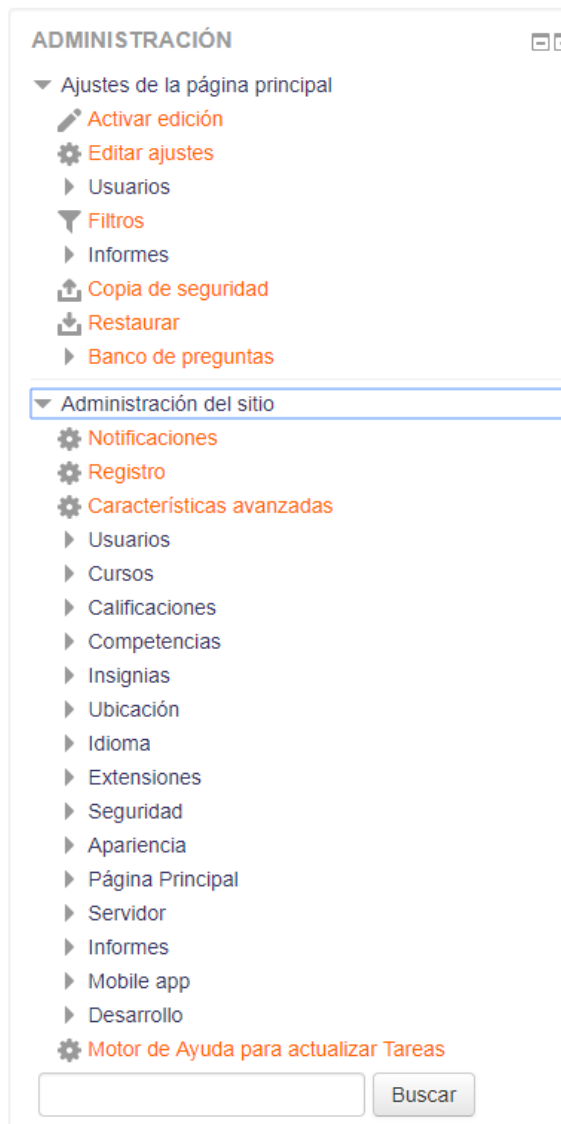 ADMINISTRACIÓN
Ajustes de la página principal
Activar edición
Editar ajustes
Usuarios
Filtros
Informes
Copia de seguridad
Restaurar
Banco de preguntas
Administración del sitio
Notificaciones
Registro
Características avanzadas
Usuarios
Cursos
Calificaciones
Competencias
Insignias
Ubicación
Idioma
Extensiones
Seguridad
Apariencia
Página Principal
Servidor
Informes
Mobile app
Desarrollo
Motor de Ayuda para actualizar Tareas
Buscar